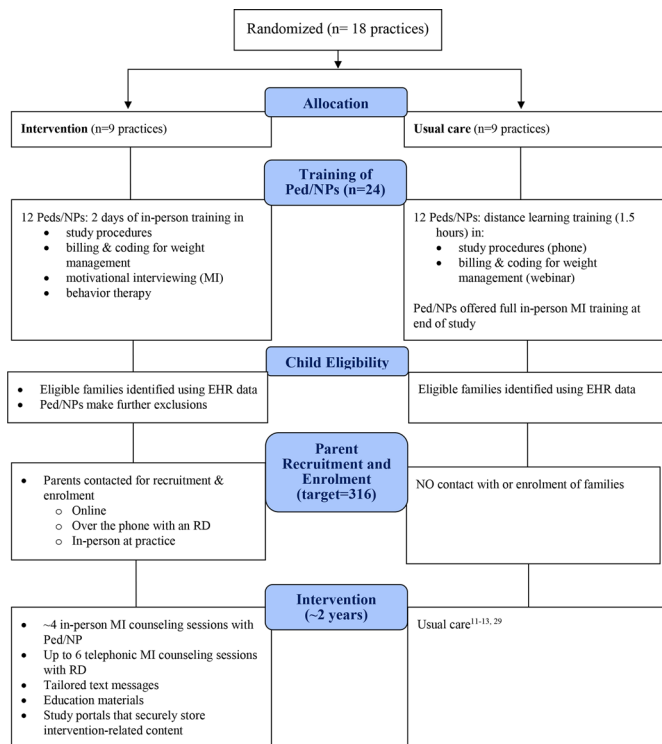 Randomized (n= 18 practices)
Allocation
Intervention (n=9 practices)
Usual care (n=9 practices)
Training of
Ped/NPs (n=24)
12 Peds/NPs: 2 days of in-person training in
• study procedures
• billing & coding for weight
management
• motivational interviewing (MI)
• behavior therapy
12 Peds/NPs: distance learning training (1.5
hours) in:
• study procedures (phone)
• billing & coding for weight
management (webinar)
Ped/NPs offered full in-person MI training at
end of study
Child Eligibility
• Eligible families identified using EHR data
• Ped/NPs make further exclusions
Eligible families identified using EHR data
Parent
Recruitment and
Enrolment
(target=316)
• Parents contacted for recruitment &
enrolment
o Online
o Over the phone with an RD
o In-person at practice
NO contact with or enrolment of families
Intervention
(~2 years)
• ~4 in-person MI counseling sessions with
Ped/NP
• Up to 6 telephonic MI counseling sessions
with RD
• Tailored text messages
• Education materials
• Study portals that securely store
intervention-related content
Usual care11-13, 29